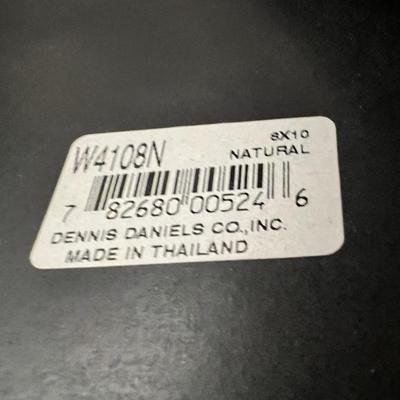 W4108N 8X10
NATURAL
7 82680 00524 6
DENNIS DANIELS CO., INC.
MADE IN THAILAND